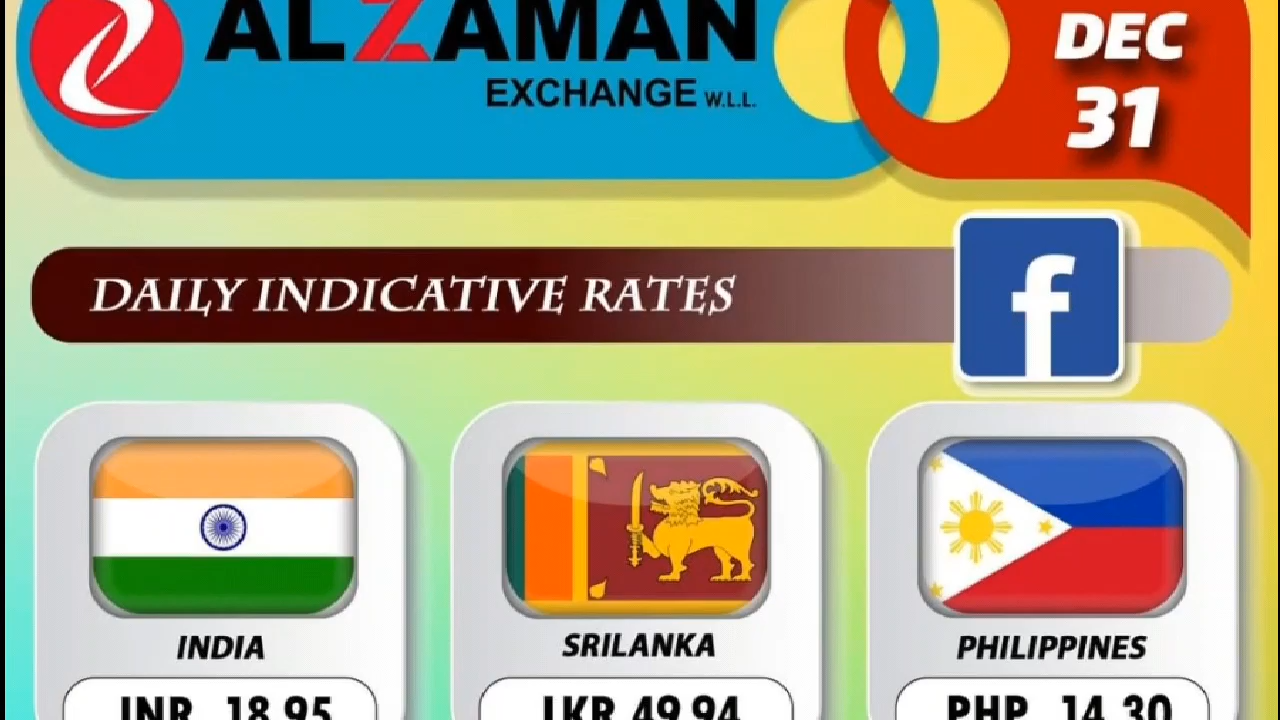 ALZAMAN
EXCHANGE W.L.L.
DEC
31
DAILY INDICATIVE RATES
f
INDIA
SRILANKA
PHILIPPINES
INR 18.95
LKR 49.94
PHP 14.30